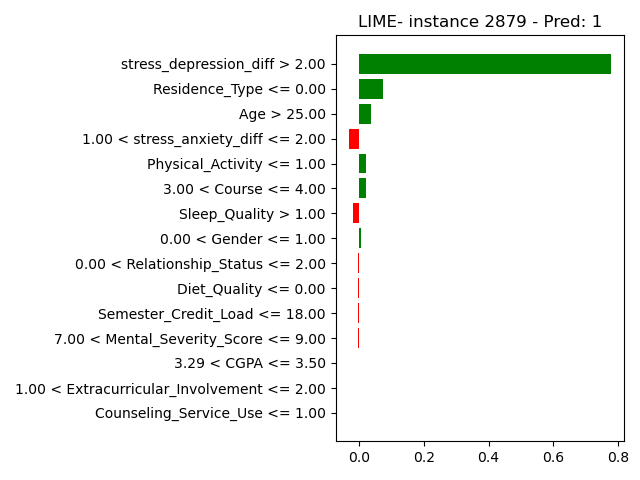 LIME- instance 2879 - Pred: 1
stress_depression_diff > 2.00
Residence_Type <= 0.00
Age > 25.00
1.00 < stress_anxiety_diff <= 2.00
Physical_Activity <= 1.00
3.00 < Course <= 4.00
Sleep_Quality > 1.00
0.00 < Gender <= 1.00
0.00 < Relationship_Status <= 2.00
Diet_Quality <= 0.00
Semester_Credit_Load <= 18.00
7.00 < Mental_Severity_Score <= 9.00
3.29 < CGPA <= 3.50
1.00 < Extracurricular_Involvement <= 2.00
Counseling_Service_Use <= 1.00
0.0 0.2 0.4 0.6 0.8